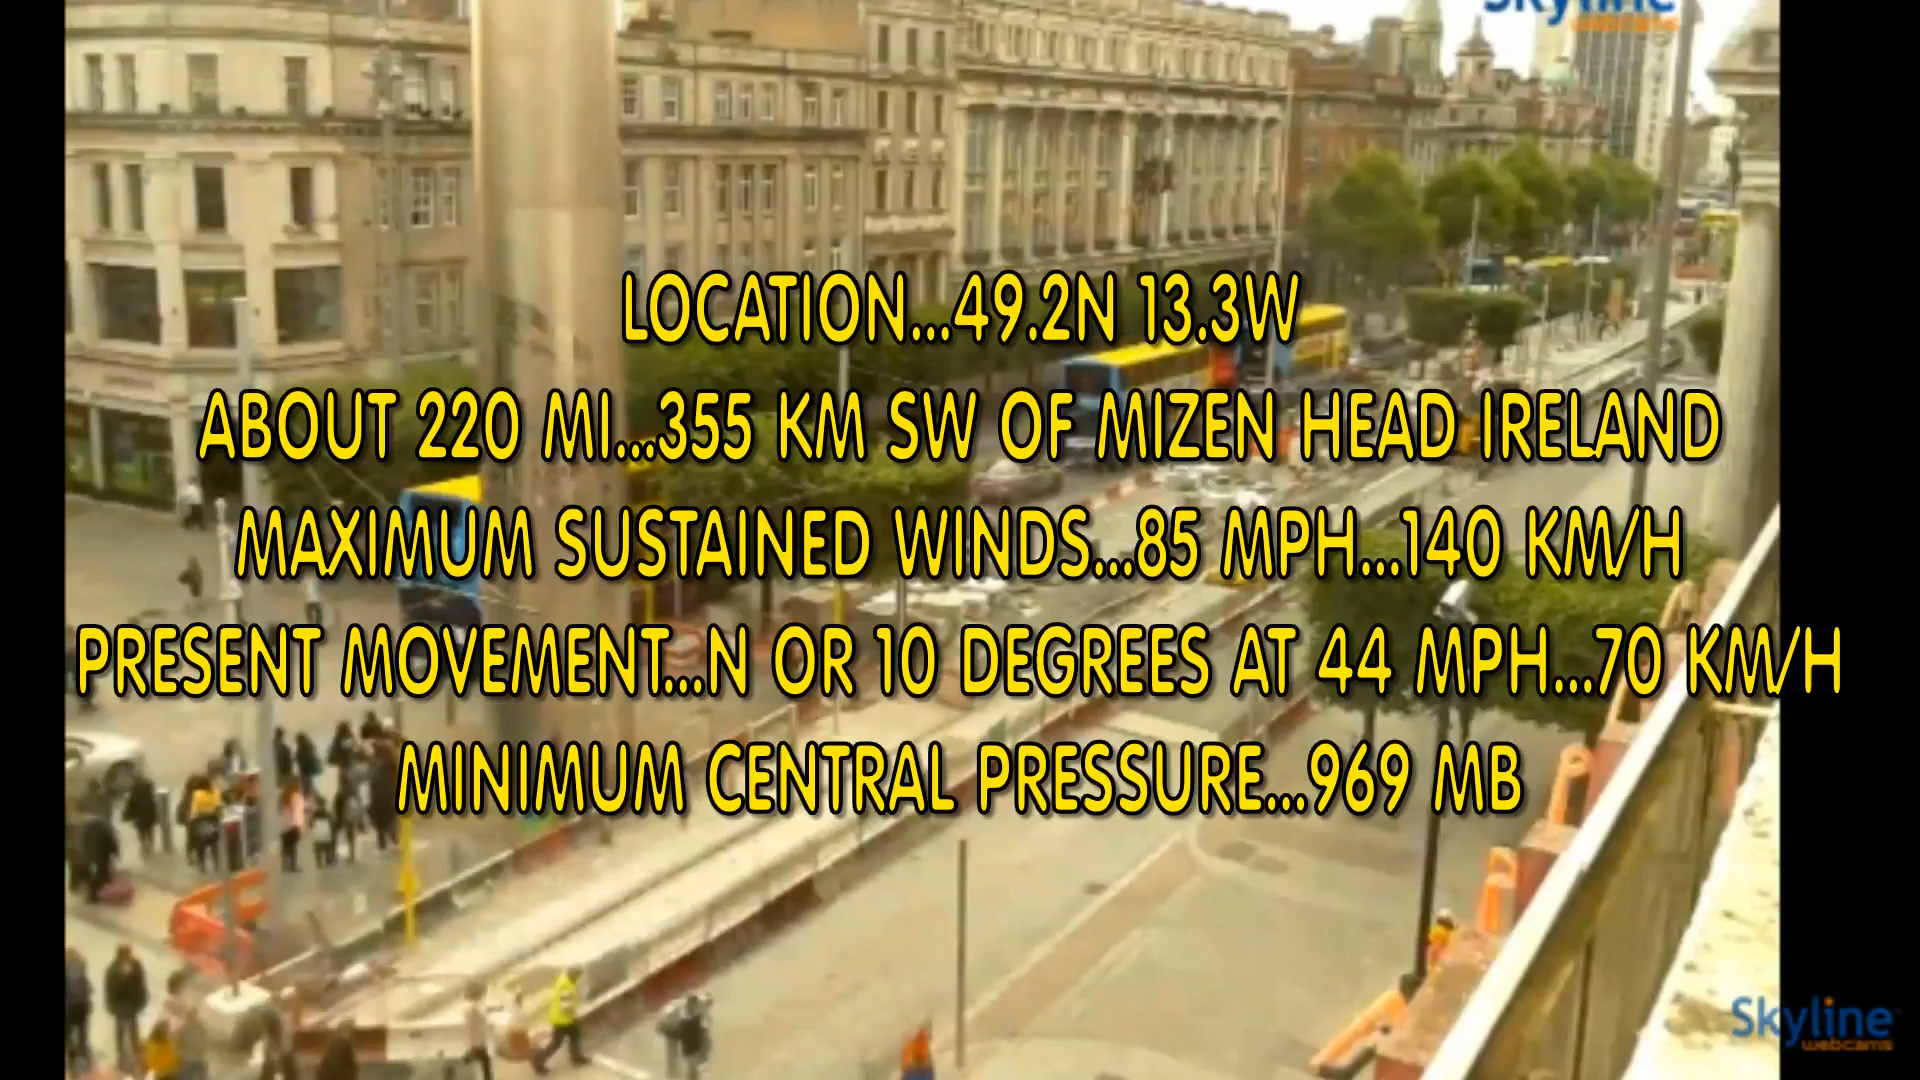 Skyline
webcams
LOCATION...49.2N 13.3W
ABOUT 220 MI...355 KM SW OF MIZEN HEAD IRELAND
MAXIMUM SUSTAINED WINDS...85 MPH...140 KM/H
PRESENT MOVEMENT...N OR 10 DEGREES AT 44 MPH...70 KM/H
MINIMUM CENTRAL PRESSURE...969 MB
Skyline
webcams